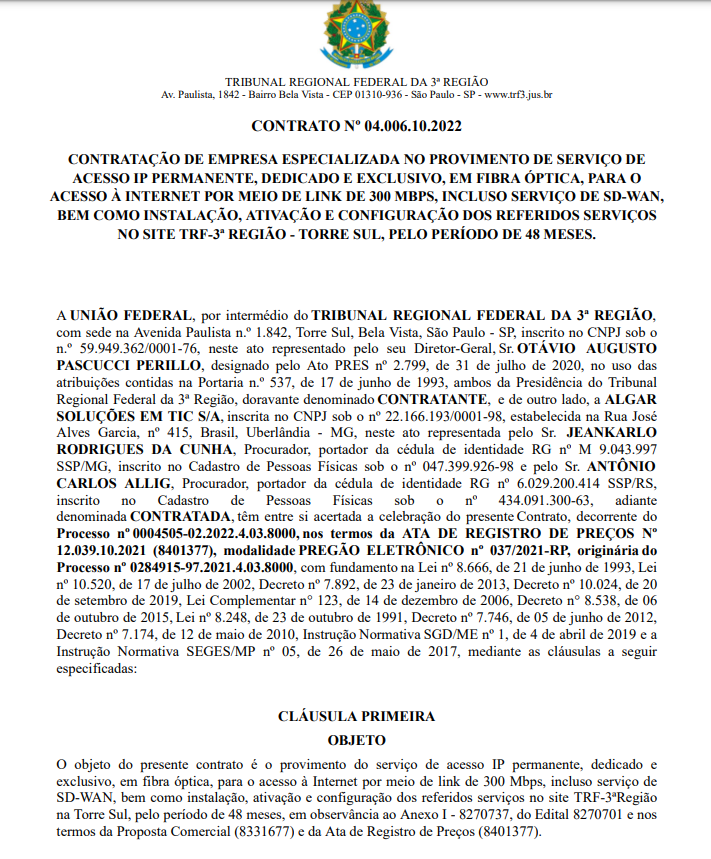 TRIBUNAL REGIONAL FEDERAL DA 3ª REGIÃO
Av. Paulista, 1842 - Bairro Bela Vista - CEP 01310-936 - São Paulo - SP - www.trf3.jus.br
CONTRATO Nº 04.006.10.2022
CONTRATAÇÃO DE EMPRESA ESPECIALIZADA NO PROVIMENTO DE SERVIÇO DE
ACESSO IP PERMANENTE, DEDICADO E EXCLUSIVO, EM FIBRA ÓPTICA, PARA O
ACESSO À INTERNET POR MEIO DE LINK DE 300 MBPS, INCLUSO SERVIÇO DE SD-WAN,
BEM COMO INSTALAÇÃO, ATIVAÇÃO E CONFIGURAÇÃO DOS REFERIDOS SERVIÇOS
NO SITE TRF-3ª REGIÃO - TORRE SUL, PELO PERÍODO DE 48 MESES.
A UNIÃO FEDERAL, por intermédio do TRIBUNAL REGIONAL FEDERAL DA 3ª REGIÃO,
com sede na Avenida Paulista n.º 1.842, Torre Sul, Bela Vista, São Paulo - SP, inscrito no CNPJ sob o
n.º 59.949.362/0001-76, neste ato representado pelo seu Diretor-Geral, Sr. OTÁVIO AUGUSTO
PASCUCCI PERILLO, designado pelo Ato PRES nº 2.799, de 31 de julho de 2020, no uso das
atribuições contidas na Portaria n.º 537, de 17 de junho de 1993, ambos da Presidência do Tribunal
Regional Federal da 3ª Região, doravante denominado CONTRATANTE, e de outro lado, a ALGAR
SOLUÇÕES EM TIC S/A, inscrita no CNPJ sob o nº 22.166.193/0001-98, estabelecida na Rua José
Alves Garcia, nº 415, Brasil, Uberlândia - MG, neste ato representada pelo Sr. JEANKARLO
RODRIGUES DA CUNHA, Procurador, portador da cédula de identidade RG nº M 9.043.997
SSP/MG, inscrito no Cadastro de Pessoas Físicas sob o nº 047.399.926-98 e pelo Sr. ANTÔNIO
CARLOS ALLIG, Procurador, portador da cédula de identidade RG nº 6.029.200.414 SSP/RS,
inscrito no Cadastro de Pessoas Físicas sob o nº 434.091.300-63, adiante
denominada CONTRATADA, têm entre si acertada a celebração do presente Contrato, decorrente do
Processo nº 0004505-02.2022.4.03.8000, nos termos da ATA DE REGISTRO DE PREÇOS Nº
12.039.10.2021 (8401377), modalidade PREGÃO ELETRÔNICO nº 037/2021-RP, originária do
Processo nº 0284915-97.2021.4.03.8000, com fundamento na Lei nº 8.666, de 21 de junho de 1993, Lei
nº 10.520, de 17 de julho de 2002, Decreto nº 7.892, de 23 de janeiro de 2013, Decreto nº 10.024, de 20
de setembro de 2019, Lei Complementar n° 123, de 14 de dezembro de 2006, Decreto n° 8.538, de 06
de outubro de 2015, Lei nº 8.248, de 23 de outubro de 1991, Decreto nº 7.746, de 05 de junho de 2012,
Decreto nº 7.174, de 12 de maio de 2010, Instrução Normativa SGD/ME nº 1, de 4 de abril de 2019 e a
Instrução Normativa SEGES/MP nº 05, de 26 de maio de 2017, mediante as cláusulas a seguir
especificadas:
CLÁUSULA PRIMEIRA
OBJETO
O objeto do presente contrato é o provimento do serviço de acesso IP permanente, dedicado e
exclusivo, em fibra óptica, para o acesso à Internet por meio de link de 300 Mbps, incluso serviço de
SD-WAN, bem como instalação, ativação e configuração dos referidos serviços no site TRF-3ªRegião
na Torre Sul, pelo período de 48 meses, em observância ao Anexo I - 8270737, do Edital 8270701 e nos
termos da Proposta Comercial (8331677) e da Ata de Registro de Preços (8401377).